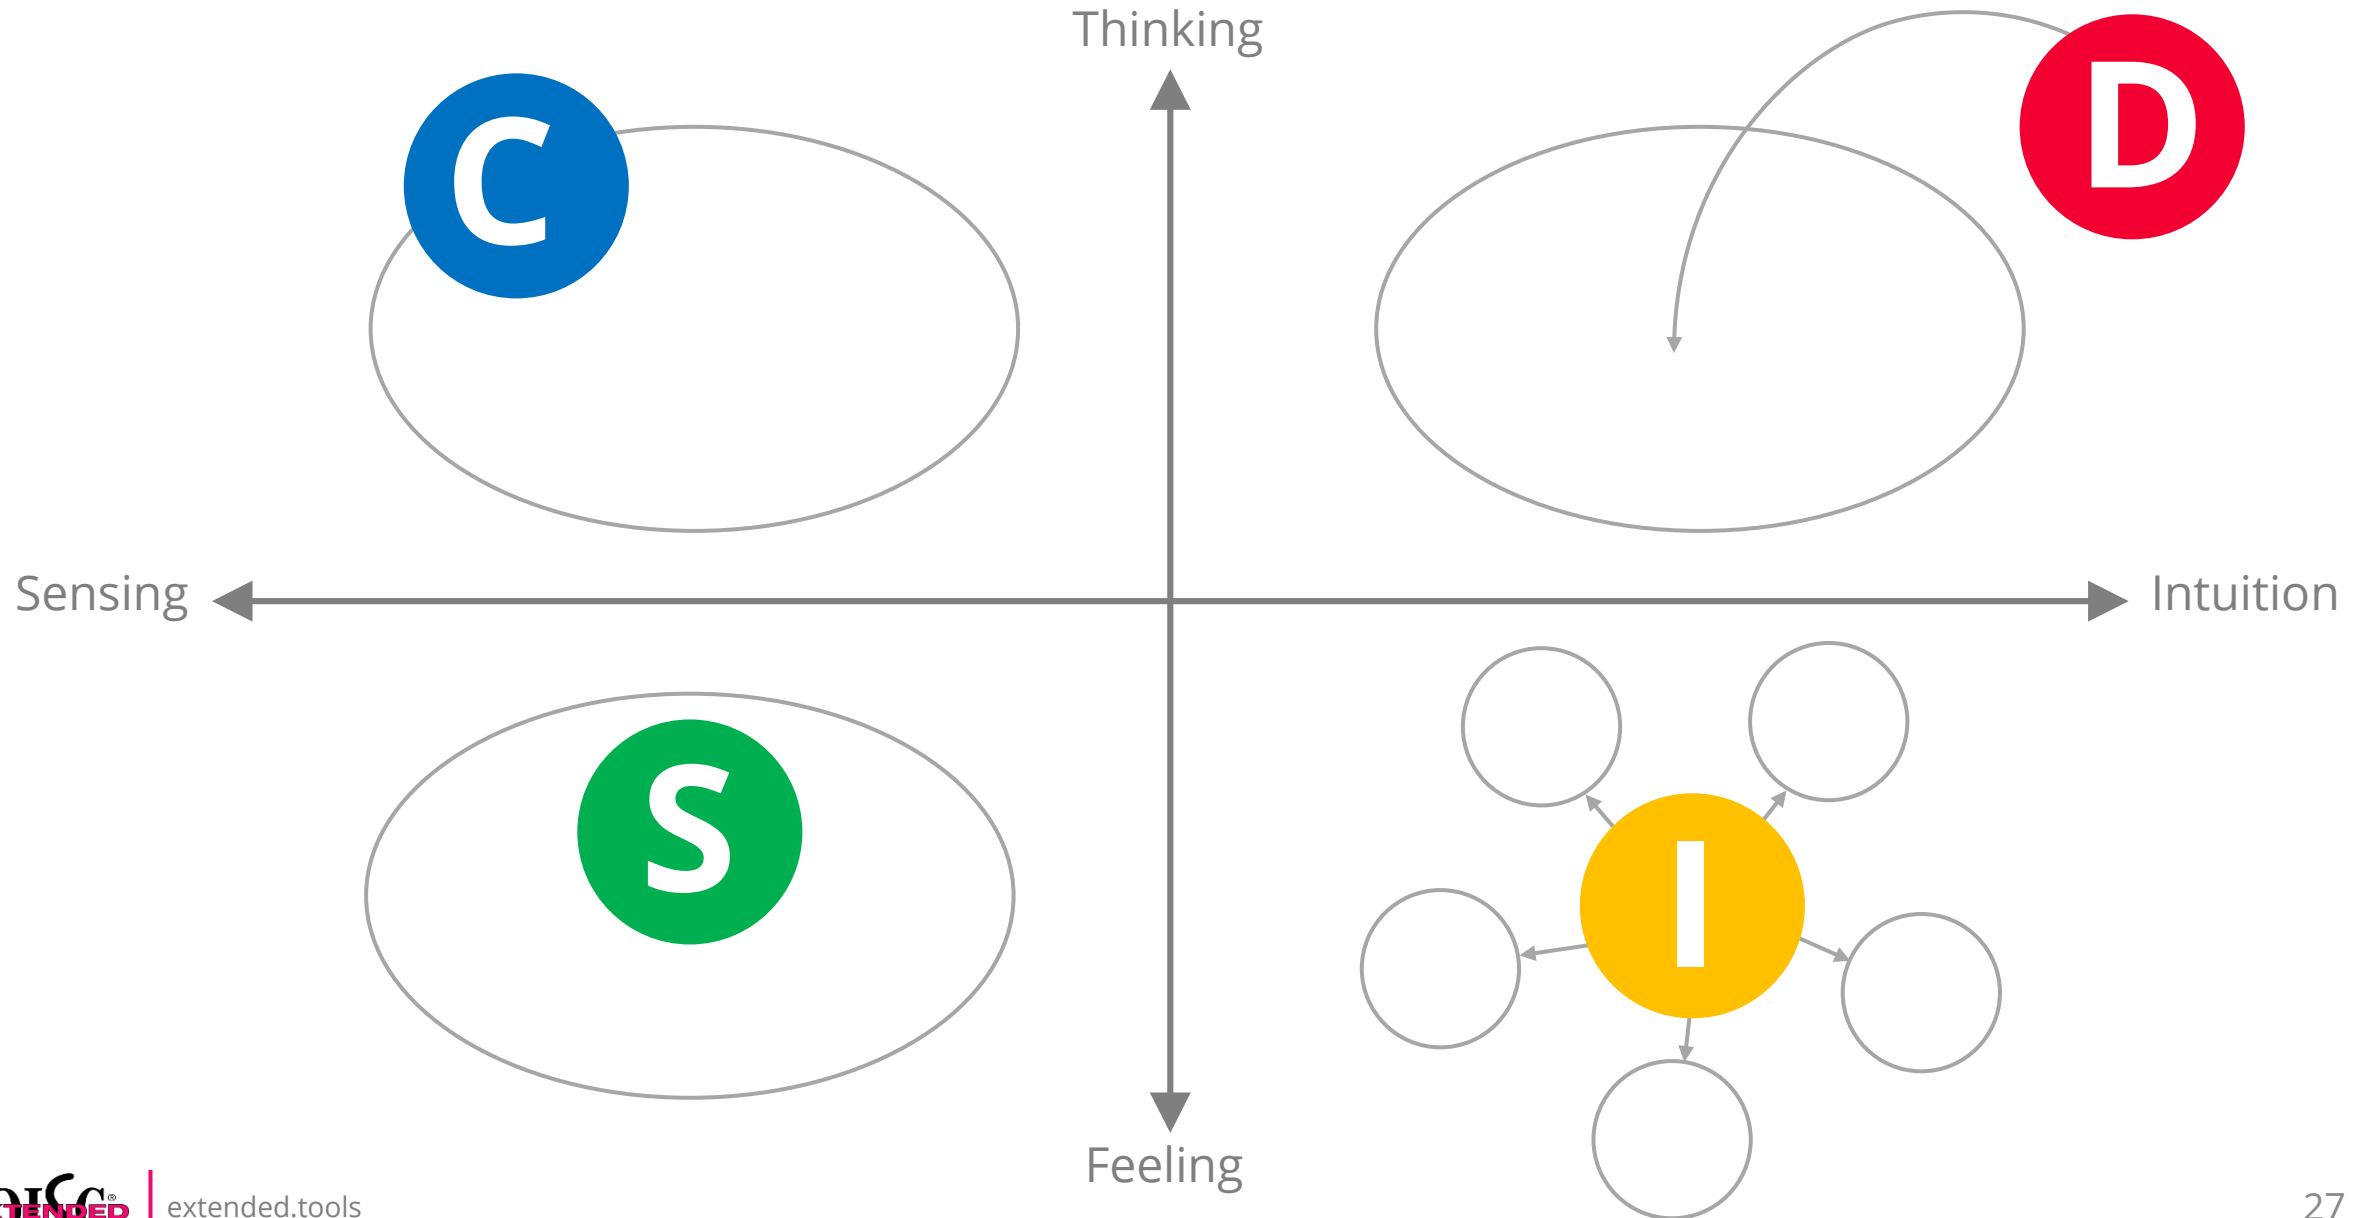 Thinking
C
D
Sensing
Intuition
S
I
Feeling
extended.tools
27